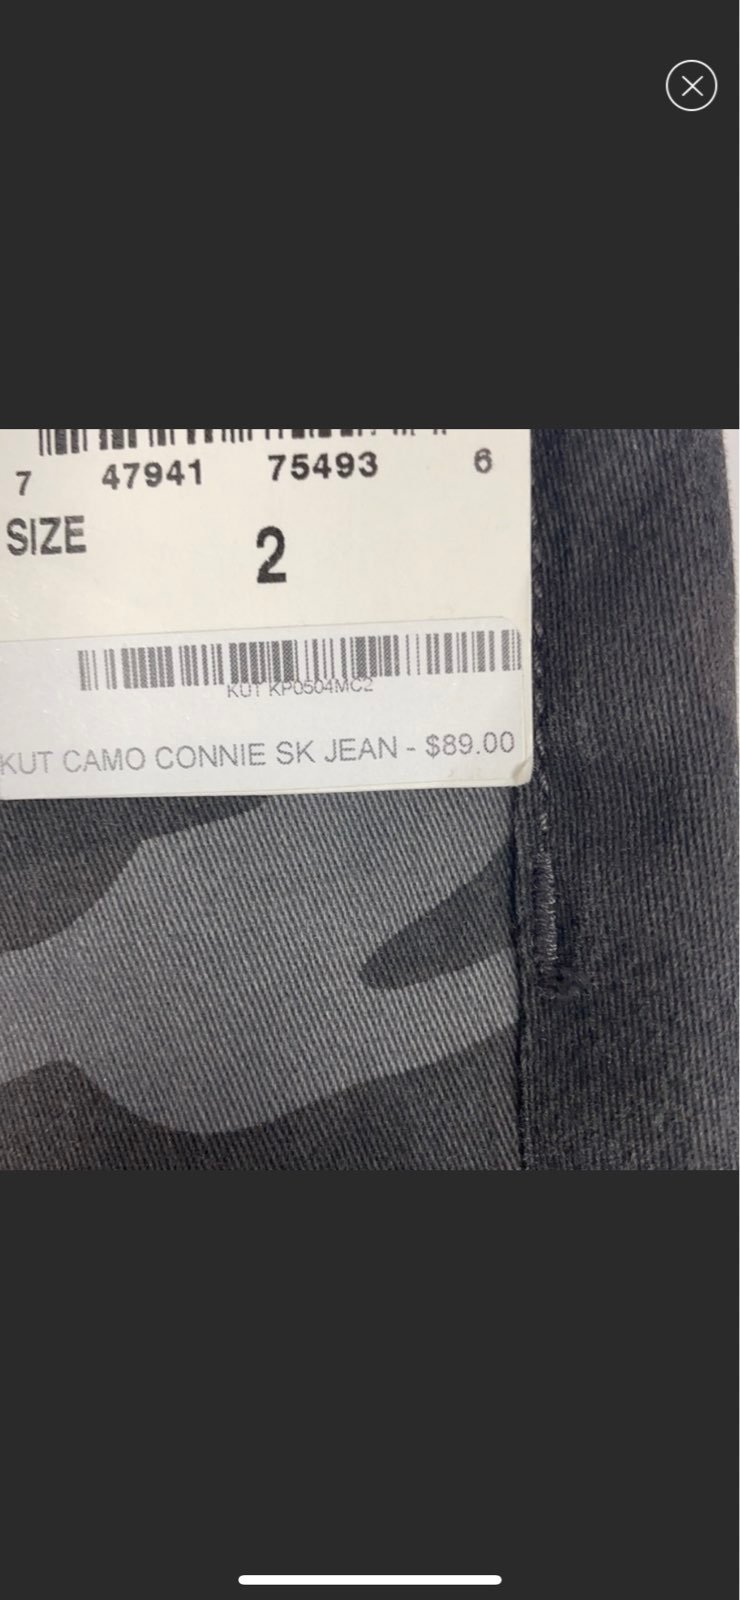 7 47941 75493 6
SIZE 2
KUT KP0504MC2
KUT CAMO CONNIE SK JEAN - $89.00